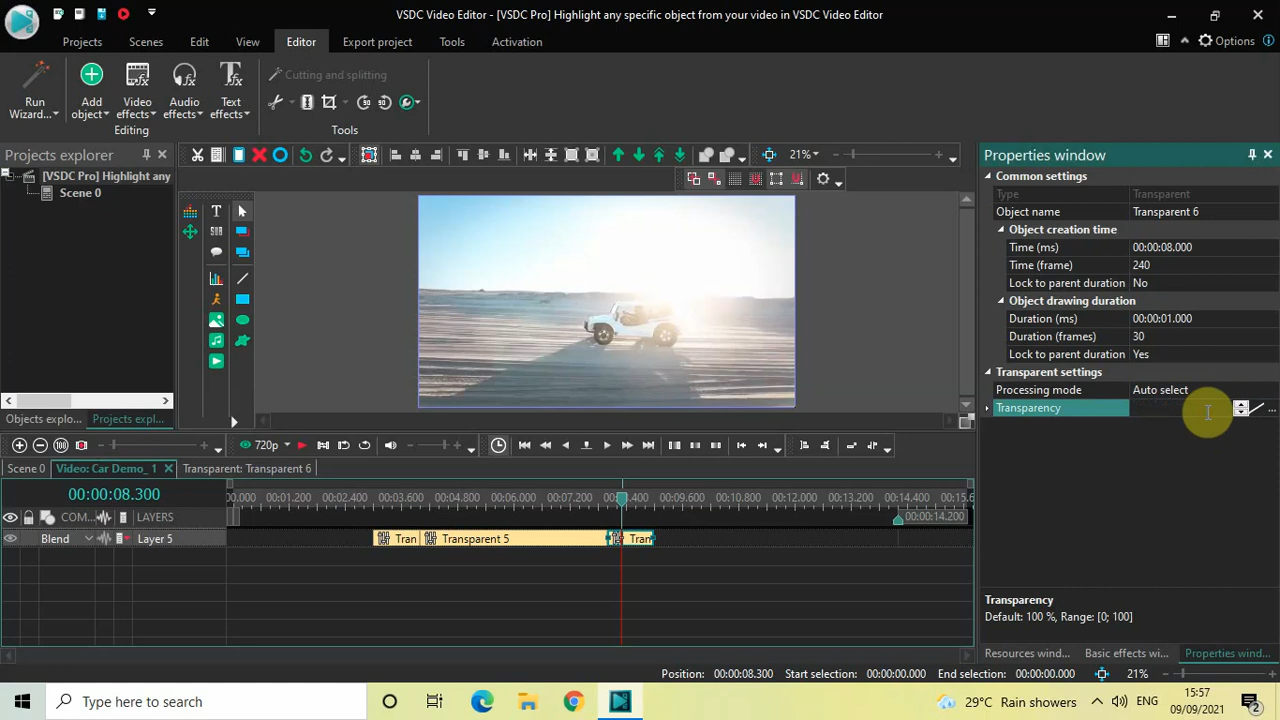 VSDC Video Editor - [VSDC Pro] Highlight any specific object from your video in VSDC Video Editor
Projects Scenes Edit View Editor Export project Tools Activation
Options
Run Wizard...
Add object
Video effects
Audio effects
Text effects
Editing
Cutting and splitting
Tools
Projects explorer
[VSDC Pro] Highlight any
Scene 0
Objects explo...
Projects expl...
21%
Properties window
Common settings
Type Transparent
Object name Transparent 6
Object creation time
Time (ms) 00:00:08.000
Time (frame) 240
Lock to parent duration No
Object drawing duration
Duration (ms) 00:00:01.000
Duration (frames) 30
Lock to parent duration Yes
Transparent settings
Processing mode Auto select
Transparency ...
Transparency
Default: 100 %, Range: [0; 100]
Resources wind... Basic effects wi... Properties wind...
720p
Scene 0 Video: Car Demo_ 1 Transparent: Transparent 6
00:00:08.300
0.000 00:01.200 00:02.400 00:03.600 00:04.800 00:06.000 00:07.200 00:09.600 00:10.800 00:12.000 00:13.200 00:14.400 00:15.6
00:00:14.200
COM... LAYERS
Blend Layer 5 Tran Transparent 5 Tran
Position: 00:00:08.300 Start selection: 00:00:00.000 End selection: 00:00:00.000 21%
Type here to search
29°C Rain showers ENG 15:57
09/09/2021
2